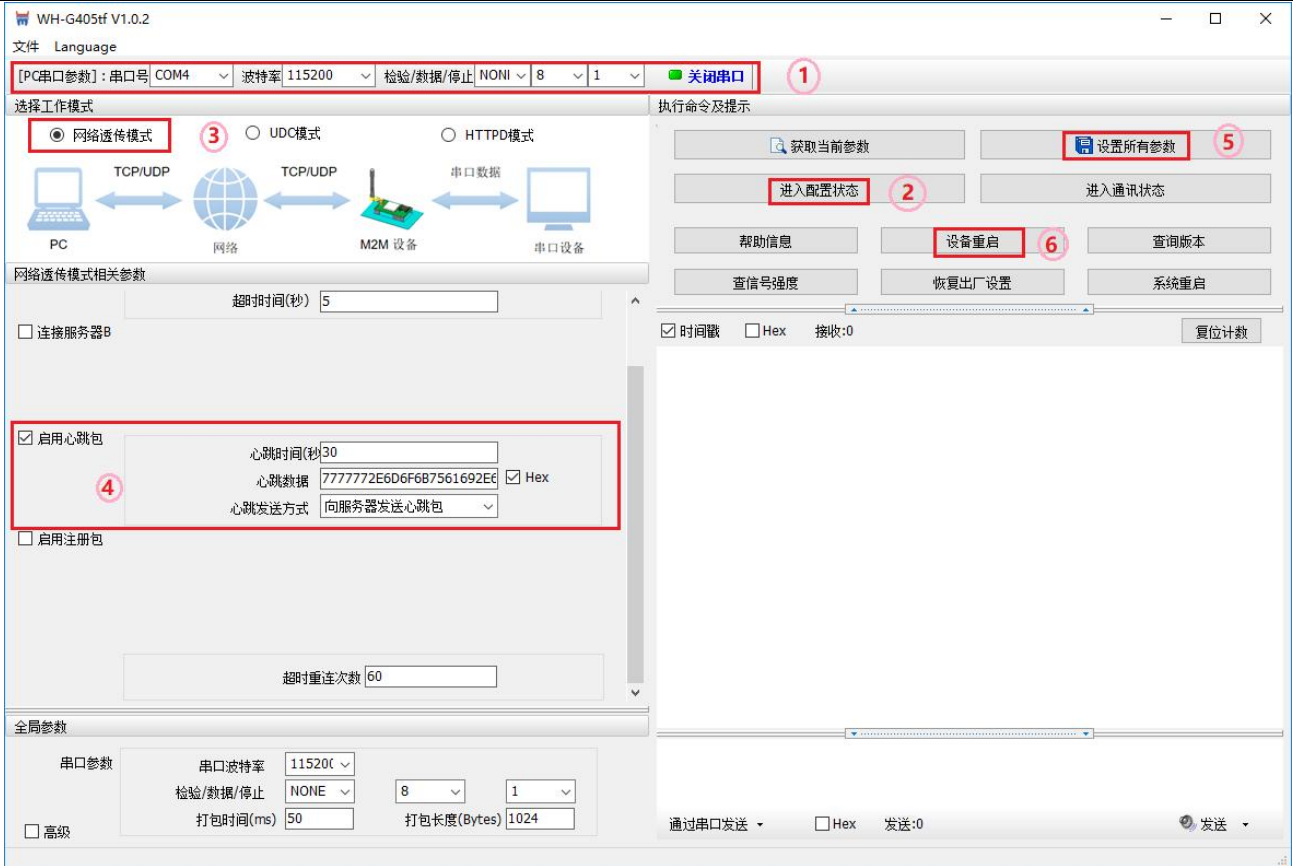 WH-G405tf V1.0.2
文件 Language
[PC串口参数]:串口号 COM4 波特率 115200 检验/数据/停止 NONI 8 1 关闭串口 1
选择工作模式
网络透传模式 3 UDC模式 HTTPD模式
TCP/UDP TCP/UDP 串口数据
PC 网络 M2M 设备 串口设备
网络透传模式相关参数
超时时间(秒) 5
连接服务器B
启用心跳包
心跳时间(秒 30
心跳数据 7777772E6D6F6B7561692E6 Hex
4
心跳发送方式 向服务器发送心跳包
启用注册包
超时重连次数 60
全局参数
串口参数 串口波特率 11520(
检验/数据/停止 NONE 8 1
打包时间(ms) 50 打包长度(Bytes) 1024
高级
执行命令及提示
获取当前参数 设置所有参数 5
进入配置状态 2 进入通讯状态
帮助信息 设备重启 6 查询版本
查信号强度 恢复出厂设置 系统重启
时间戳 Hex 接收:0 复位计数
通过串口发送 Hex 发送:0 发送